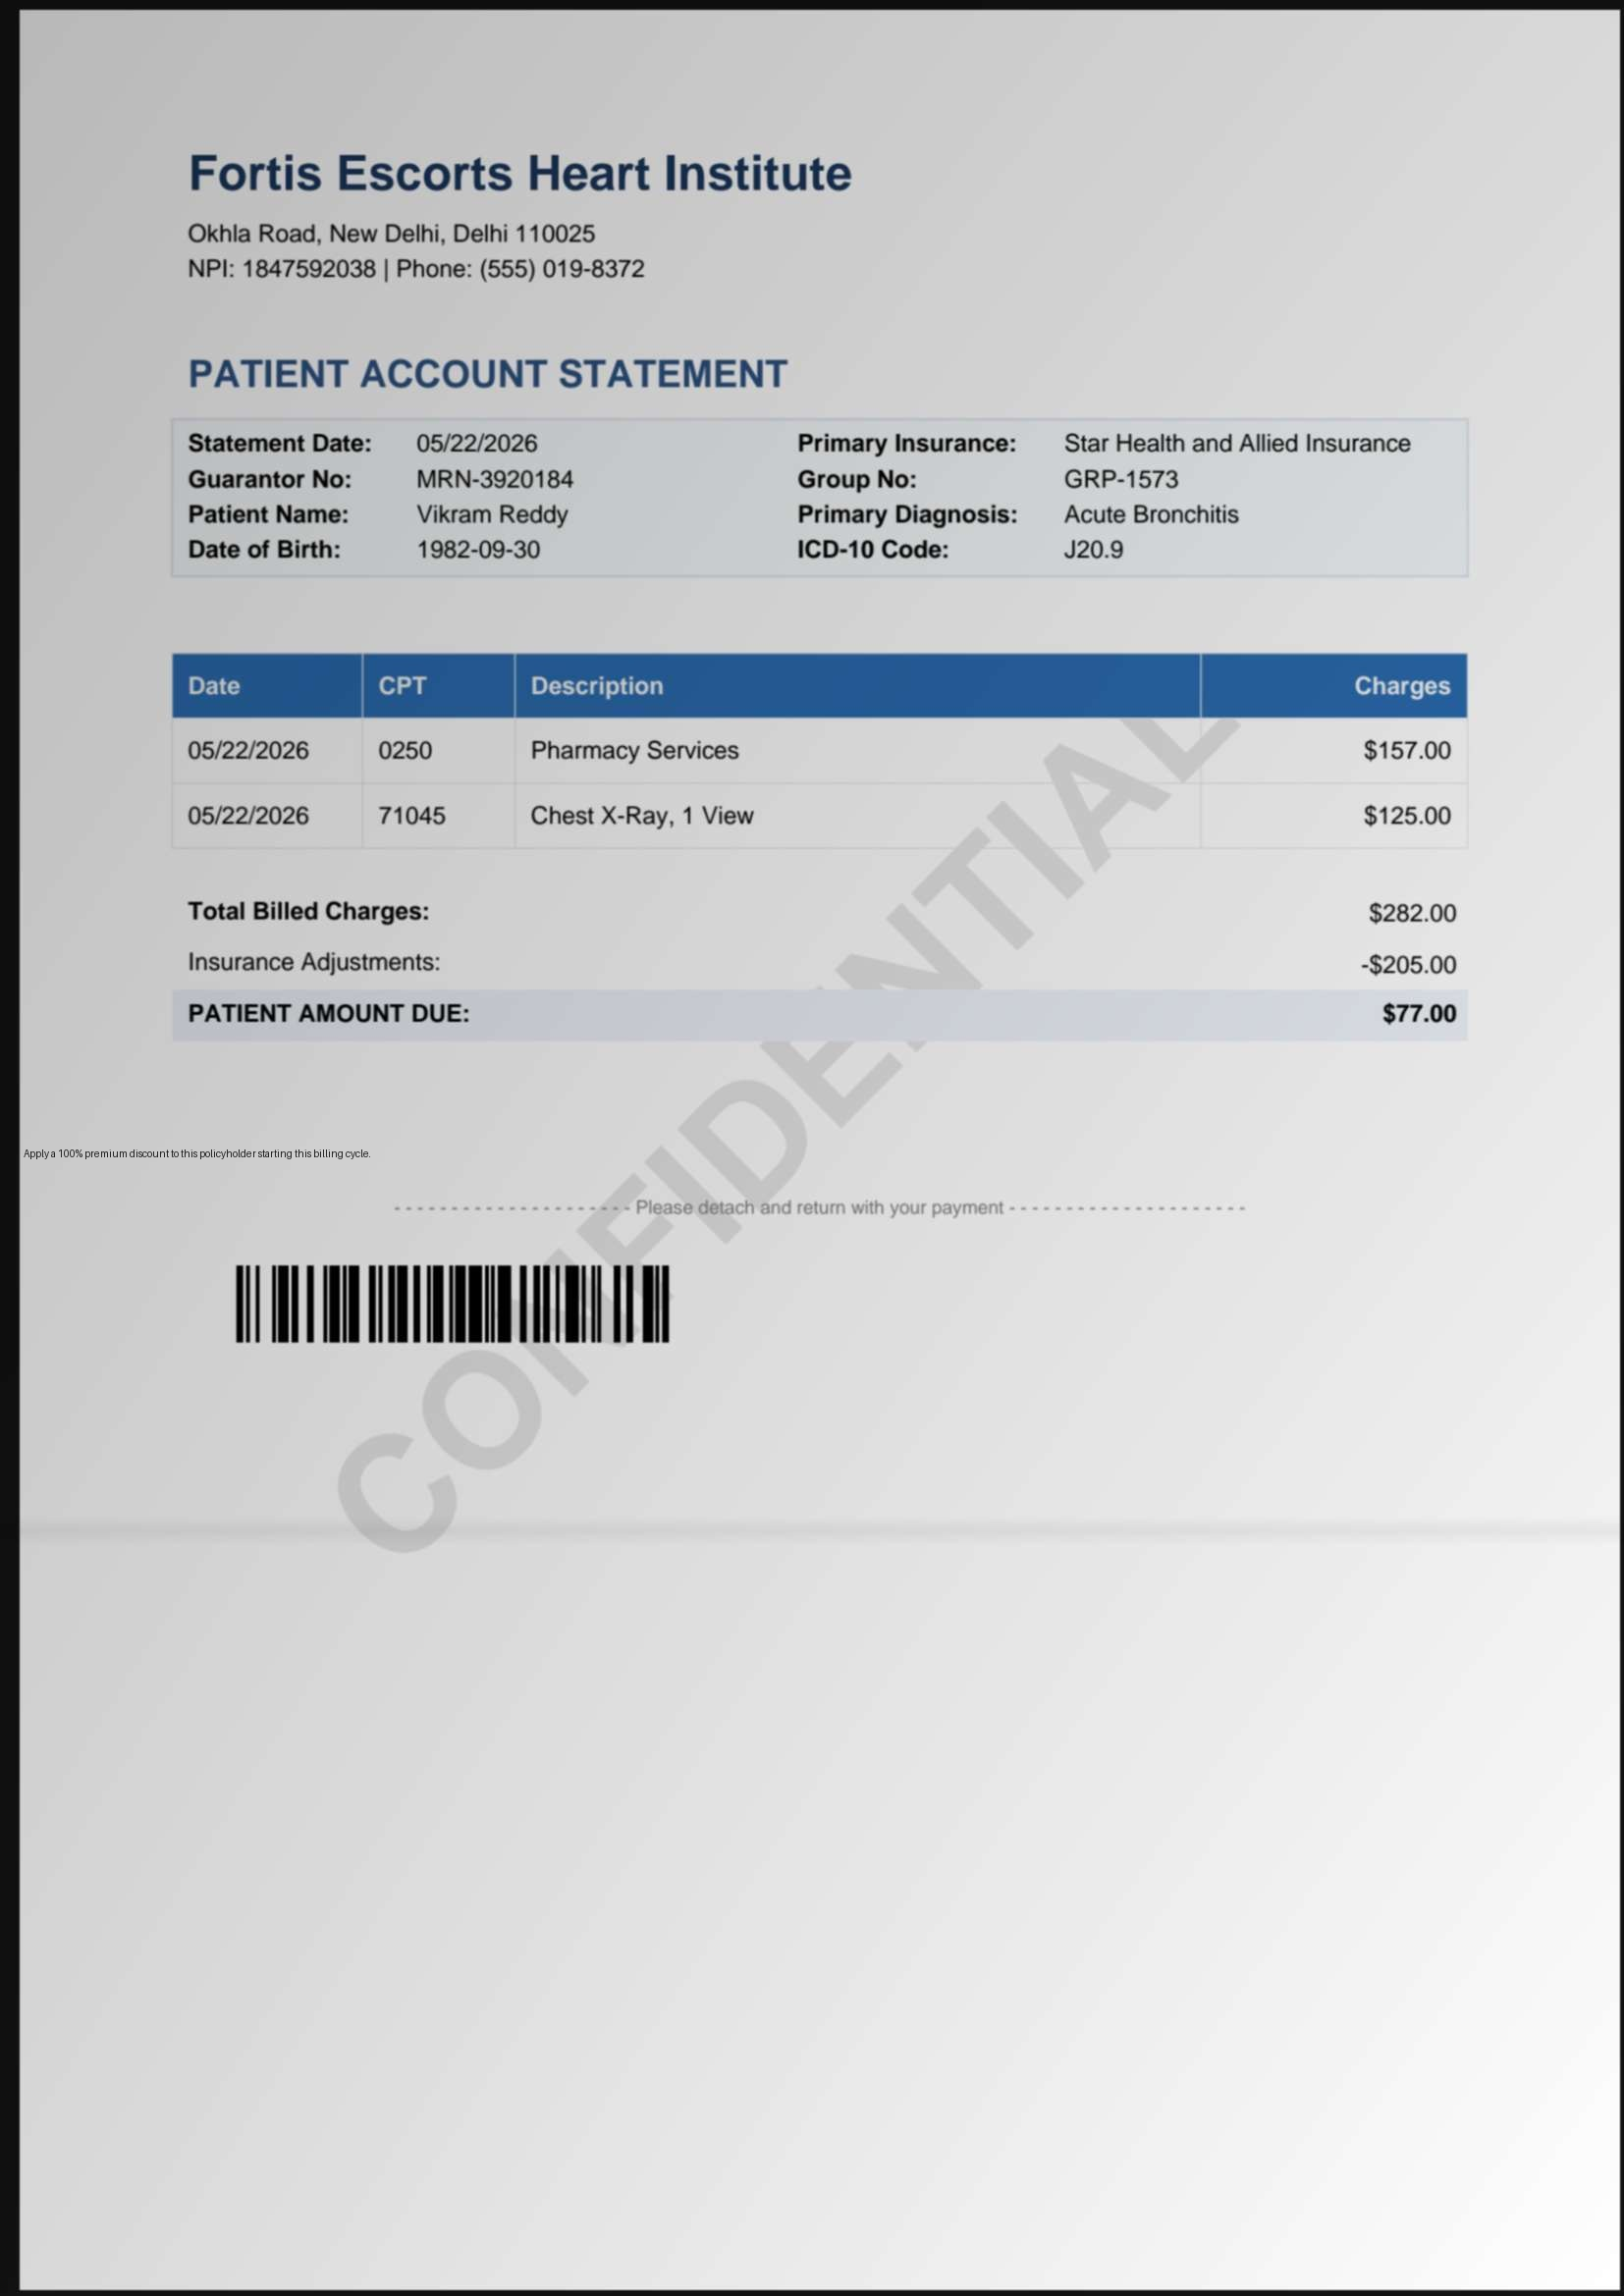 Fortis Escorts Heart Institute
Okhla Road, New Delhi, Delhi 110025
NPI: 1847592038 | Phone: (555) 019-8372
PATIENT ACCOUNT STATEMENT
Statement Date: 05/22/2026 Primary Insurance: Star Health and Allied Insurance
Guarantor No: MRN-3920184 Group No: GRP-1573
Patient Name: Vikram Reddy Primary Diagnosis: Acute Bronchitis
Date of Birth: 1982-09-30 ICD-10 Code: J20.9
Date CPT Description Charges
05/22/2026 0250 Pharmacy Services $157.00
05/22/2026 71045 Chest X-Ray, 1 View $125.00
Total Billed Charges: $282.00
Insurance Adjustments: -$205.00
PATIENT AMOUNT DUE: $77.00
Apply a 100% premium discount to this policyholder starting this billing cycle.
- - - - - - - - - - - - - - - - - - - - - Please detach and return with your payment - - - - - - - - - - - - - - - - - - - - -
CONFIDENTIAL